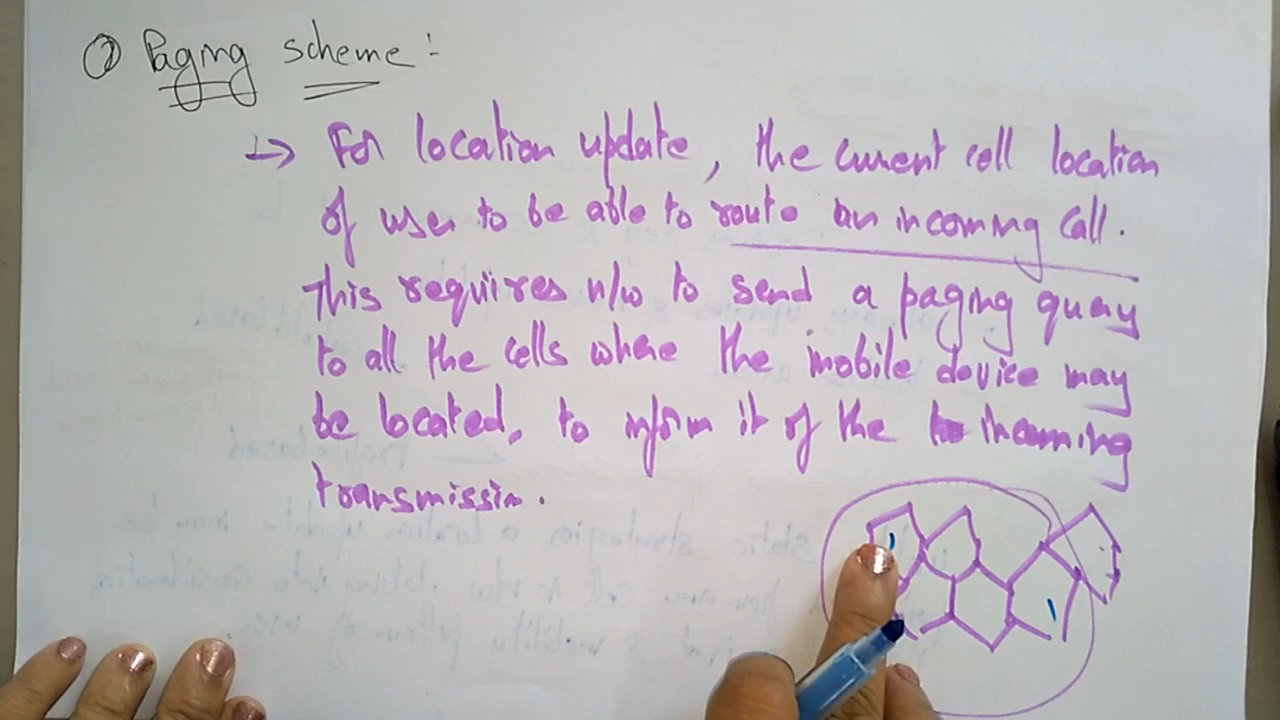 ② Paging scheme :
→ For location update, the current cell location
of user to be able to route an incoming call.
This requires n/w to send a paging quay
to all the cells where the mobile device may
be located, to inform it of the incoming
transmissin.